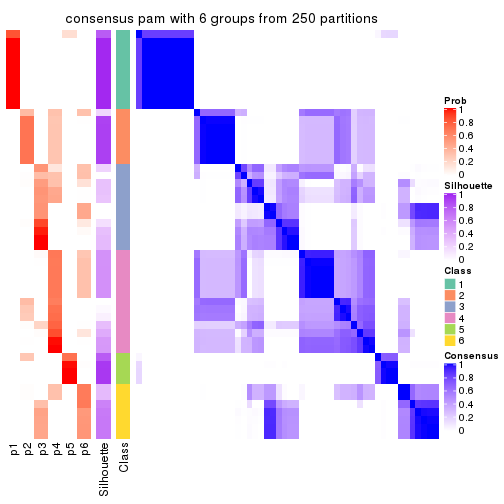 consensus pam with 6 groups from 250 partitions
Prob
1
0.8
0.6
0.4
0.2
0
Silhouette
1
0.8
0.6
0.4
0.2
0
Class
1
2
3
4
5
6
Consensus
1
0.8
0.6
0.4
0.2
0
p1
p2
p3
p4
p5
p6
Silhouette
Class